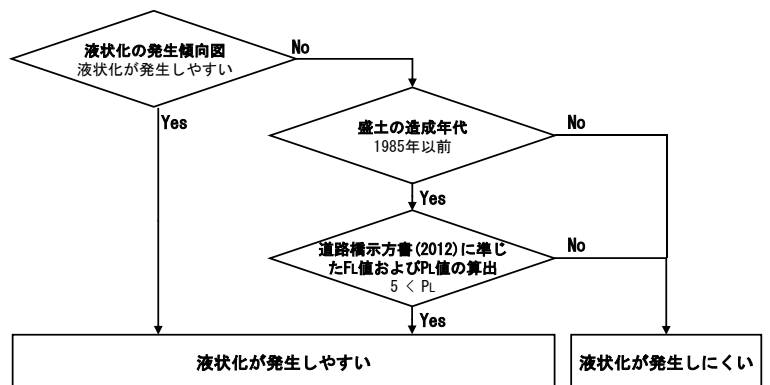 液状化の発生傾向図
液状化が発生しやすい
No
Yes
盛土の造成年代
1985年以前
No
Yes
道路橋示方書(2012)に準じ
たFL値およびPL値の算出
5 < PL
No
Yes
液状化が発生しやすい
液状化が発生しにくい